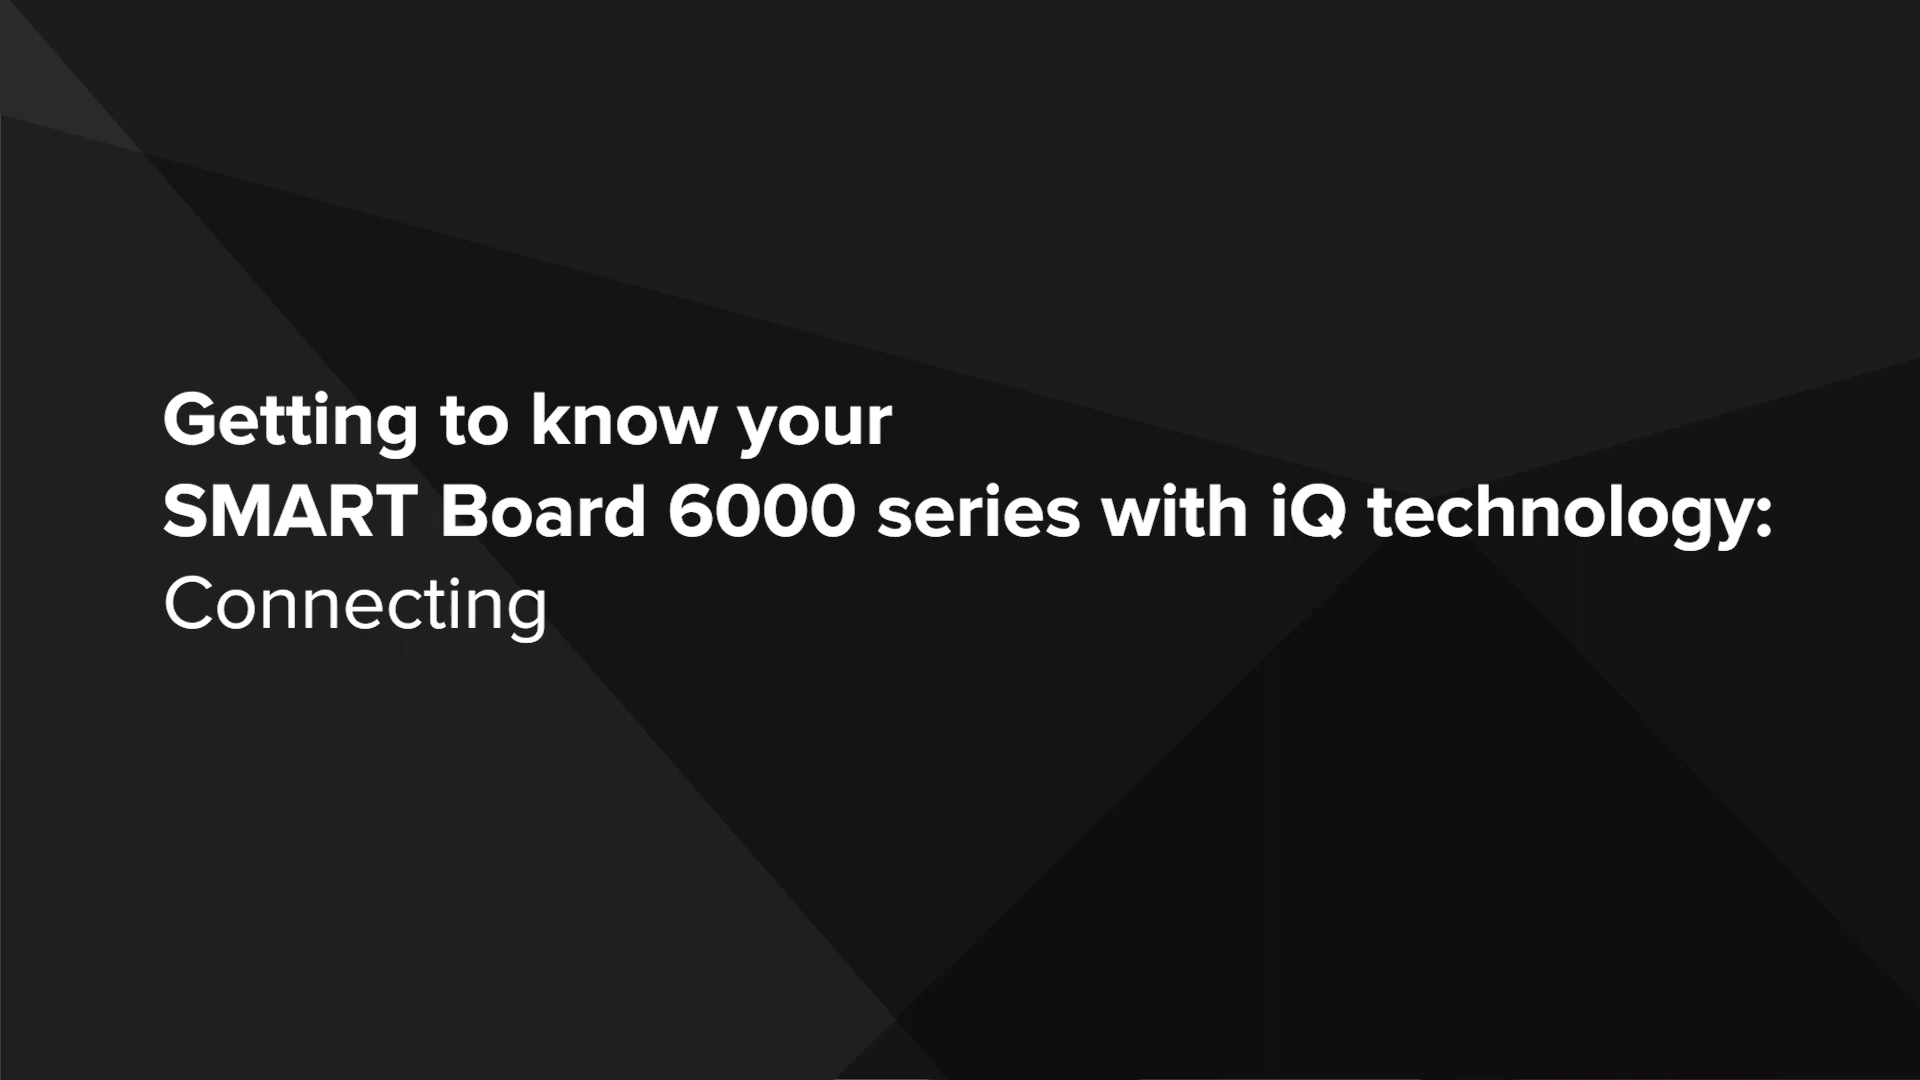 Getting to know your
SMART Board 6000 series with iQ technology:
Connecting